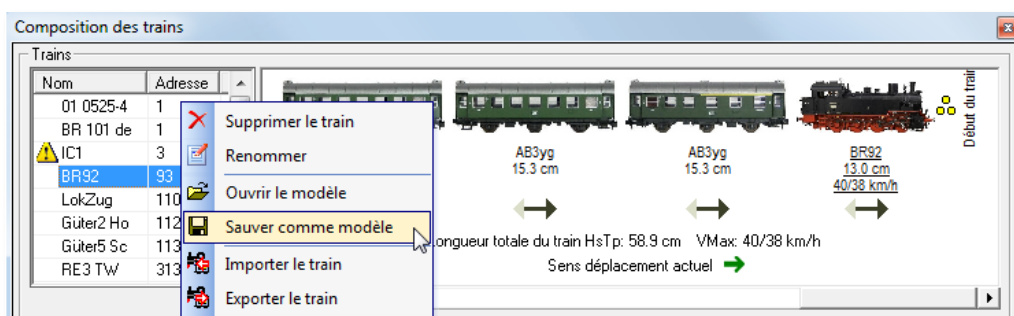 Composition des trains
Trains
Nom Adresse
01 0525-4 1
BR 101 de 1
IC1 3
BR92 93
LokZug 110
Güter2 Ho 112
Güter5 Sc 113
RE3 TW 313
Supprimer le train
Renommer
Ouvrir le modèle
Sauver comme modèle
Importer le train
Exporter le train
AB3yg
15.3 cm
AB3yg
15.3 cm
BR92
13.0 cm
40/38 km/h
Début du train
ongueur totale du train HsTp: 58.9 cm VMax: 40/38 km/h
Sens déplacement actuel